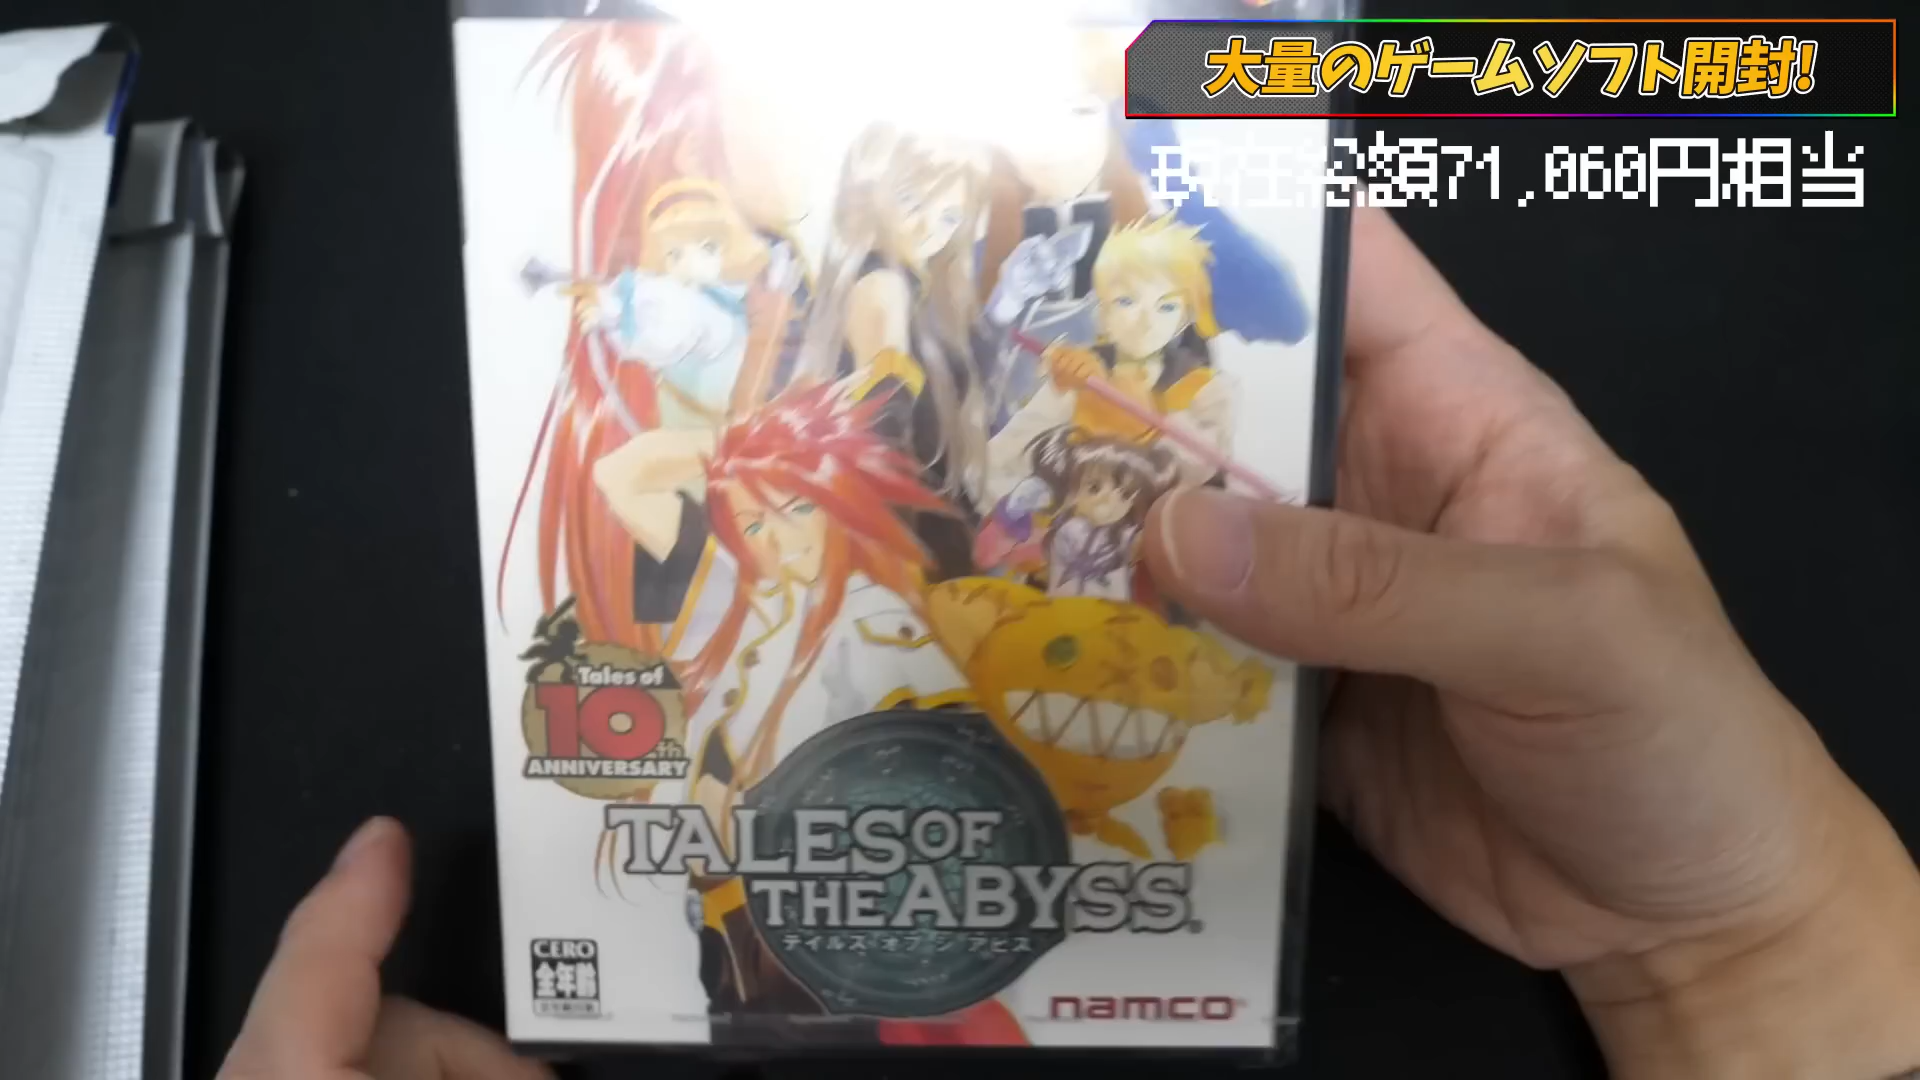 大量のゲームソフト開封!
現在総額71,060円相当
Tales of
10th
ANNIVERSARY
TALES OF
THE ABYSS
テイルズ オブ ジ アビス
CERO
全年齢
namco